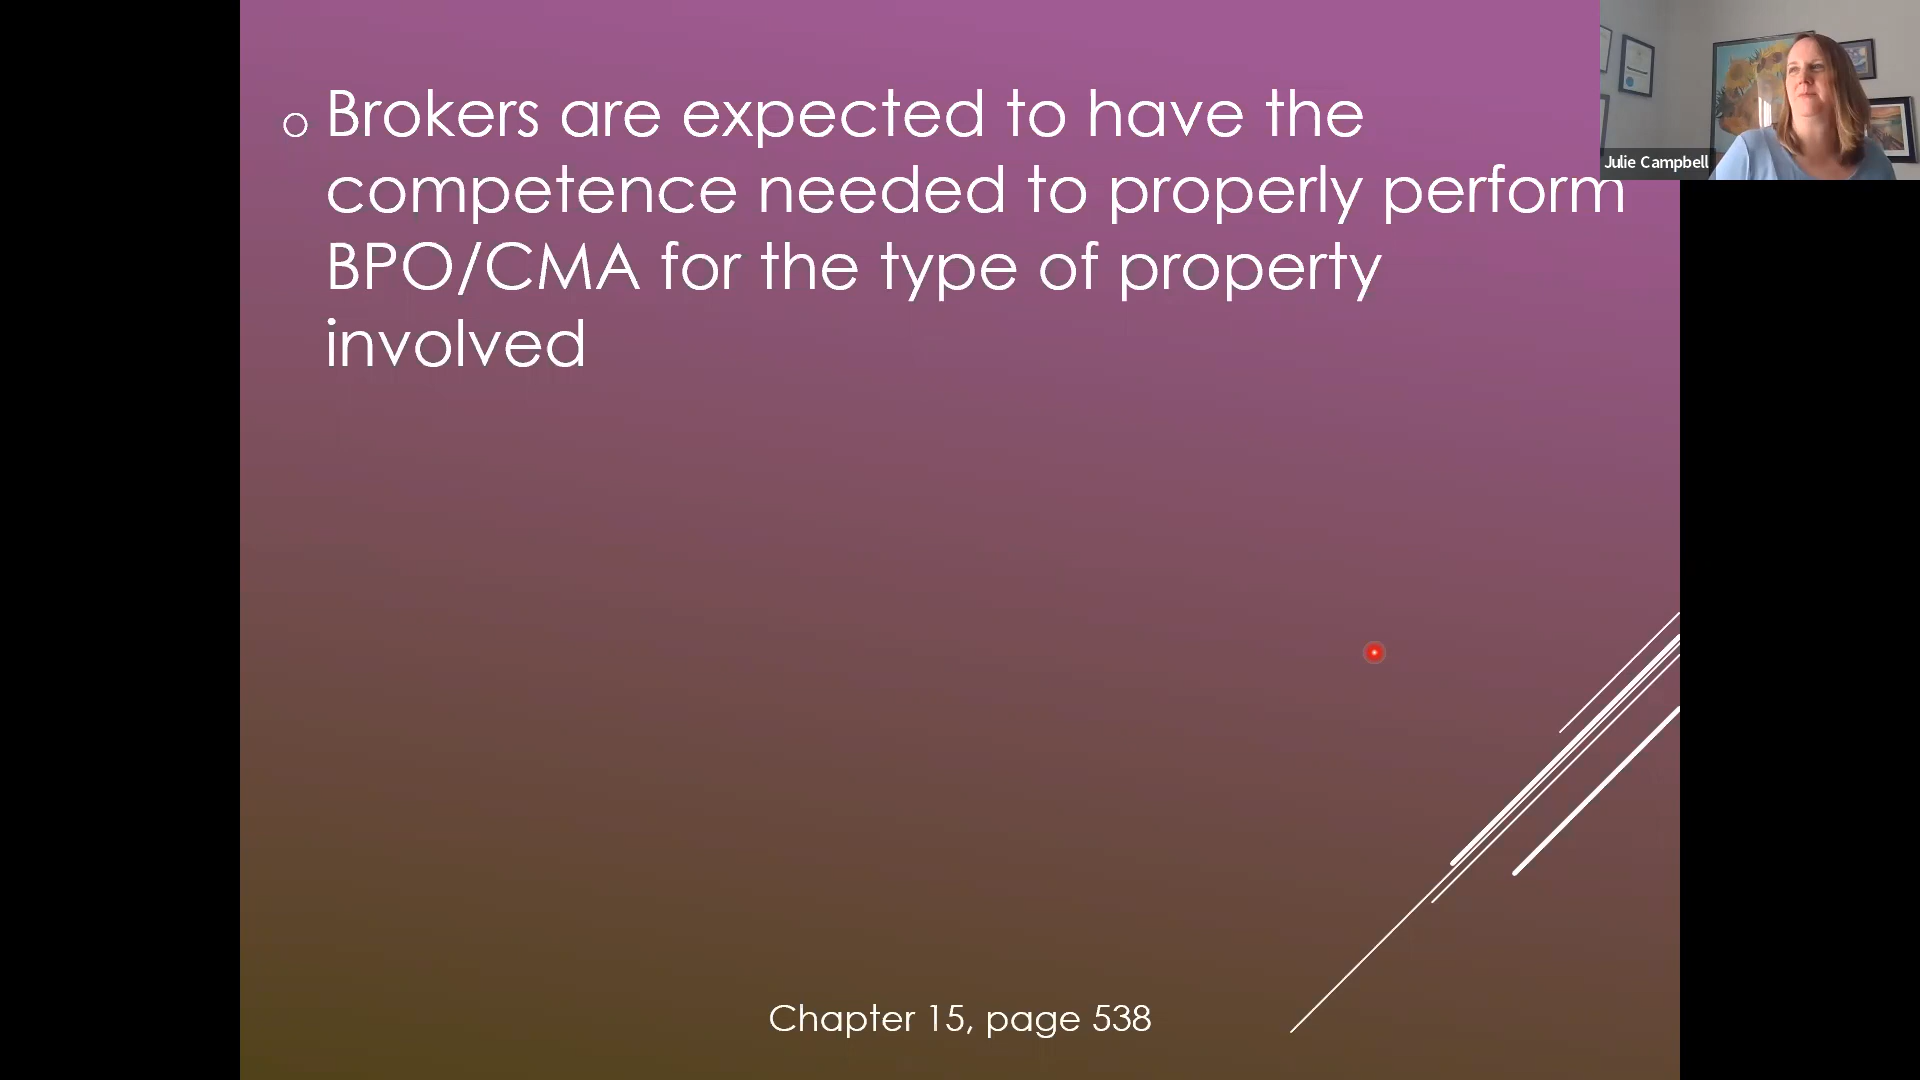 Brokers are expected to have the
competence needed to properly perform
BPO/CMA for the type of property
involved
Julie Campbell
Chapter 15, page 538